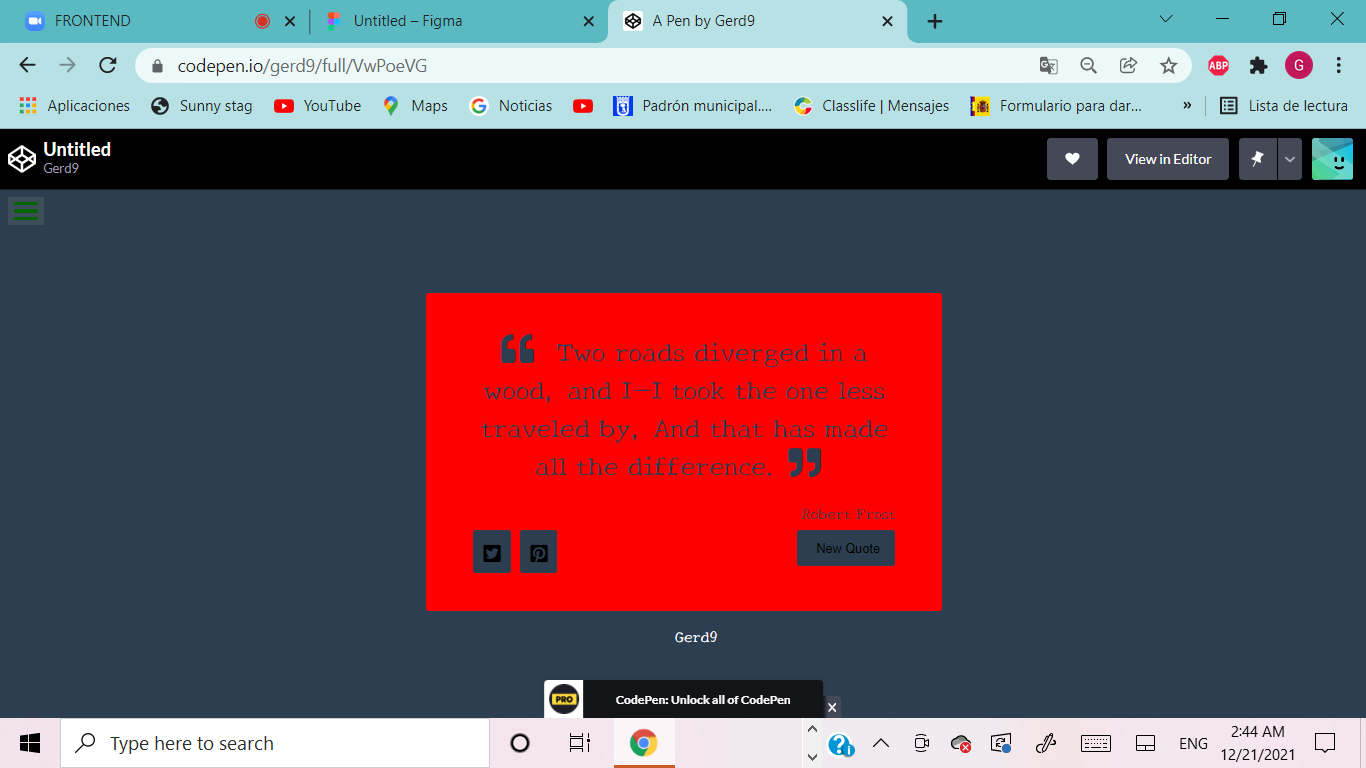 FRONTEND
Untitled – Figma
A Pen by Gerd9
codepen.io/gerd9/full/VwPoeVG
ABP
G
Aplicaciones
Sunny stag
YouTube
Maps
Noticias
Padrón municipal....
Classlife | Mensajes
Formulario para dar...
»
Lista de lectura
Untitled
Gerd9
View in Editor
Two roads diverged in a
wood, and I—I took the one less
traveled by, And that has made
all the difference.
Robert Frost
New Quote
Gerd9
PRO
CodePen: Unlock all of CodePen
Type here to search
ENG
2:44 AM
12/21/2021